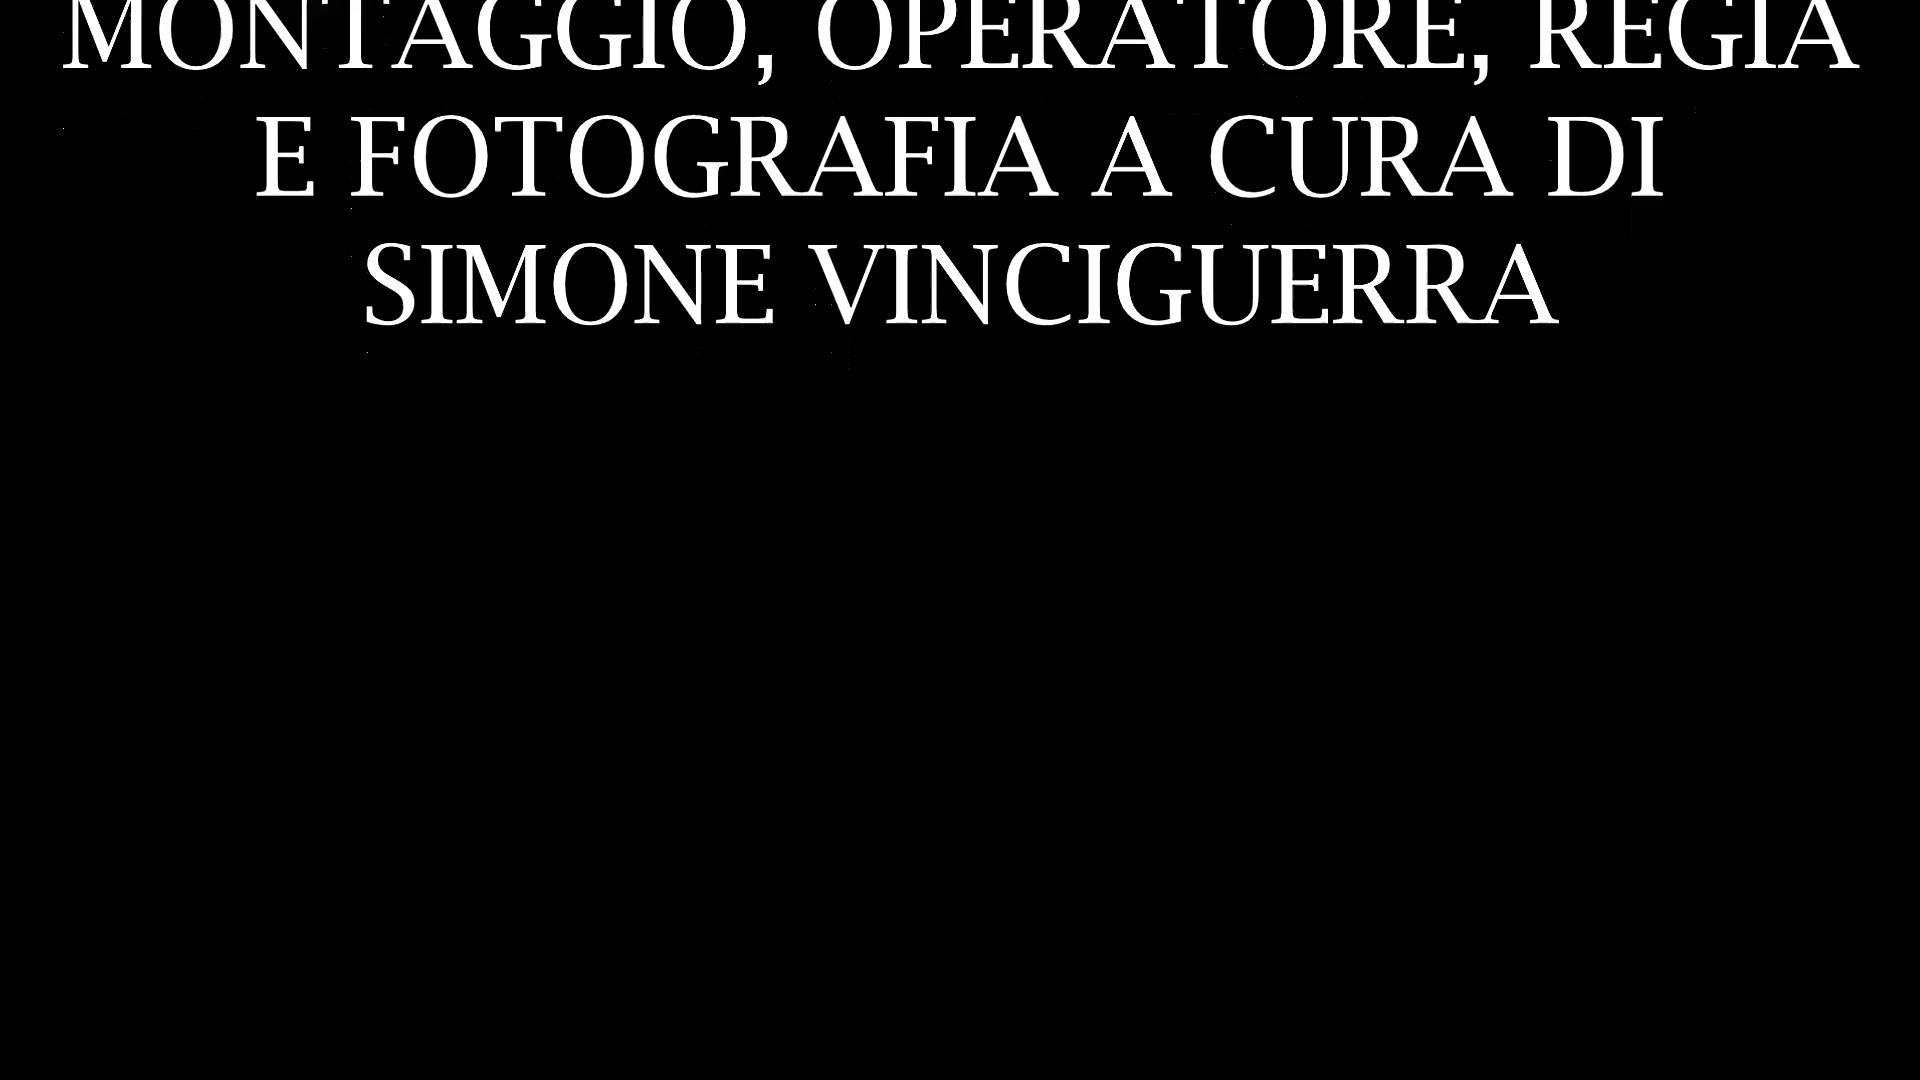 MONTAGGIO, OPERATORE, REGIA
E FOTOGRAFIA A CURA DI
SIMONE VINCIGUERRA